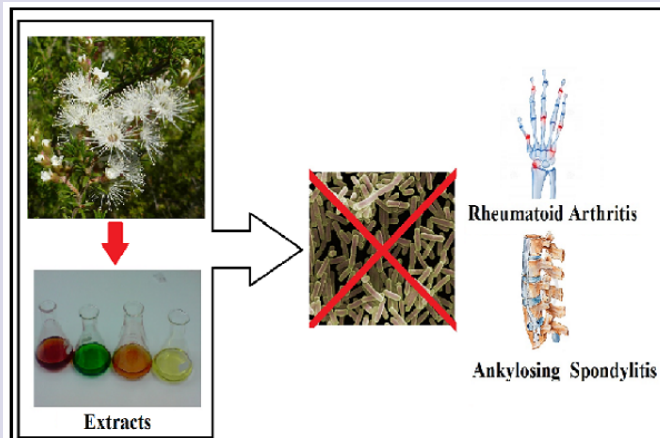 Rheumatoid Arthritis
Ankylosing Spondylitis
Extracts